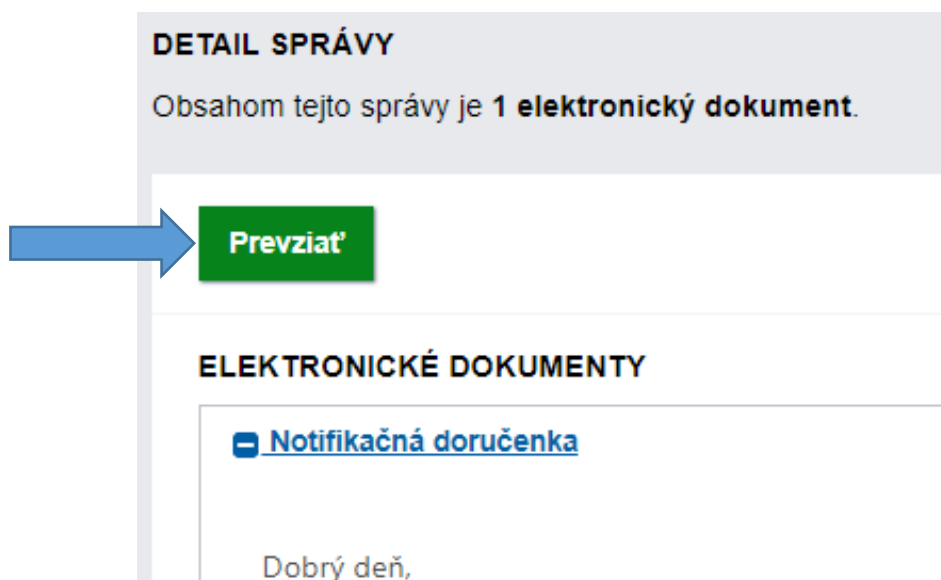 DETAIL SPRÁVY
Obsahom tejto správy je 1 elektronický dokument.
Prevziať
ELEKTRONICKÉ DOKUMENTY
Notifikačná doručenka
Dobrý deň,